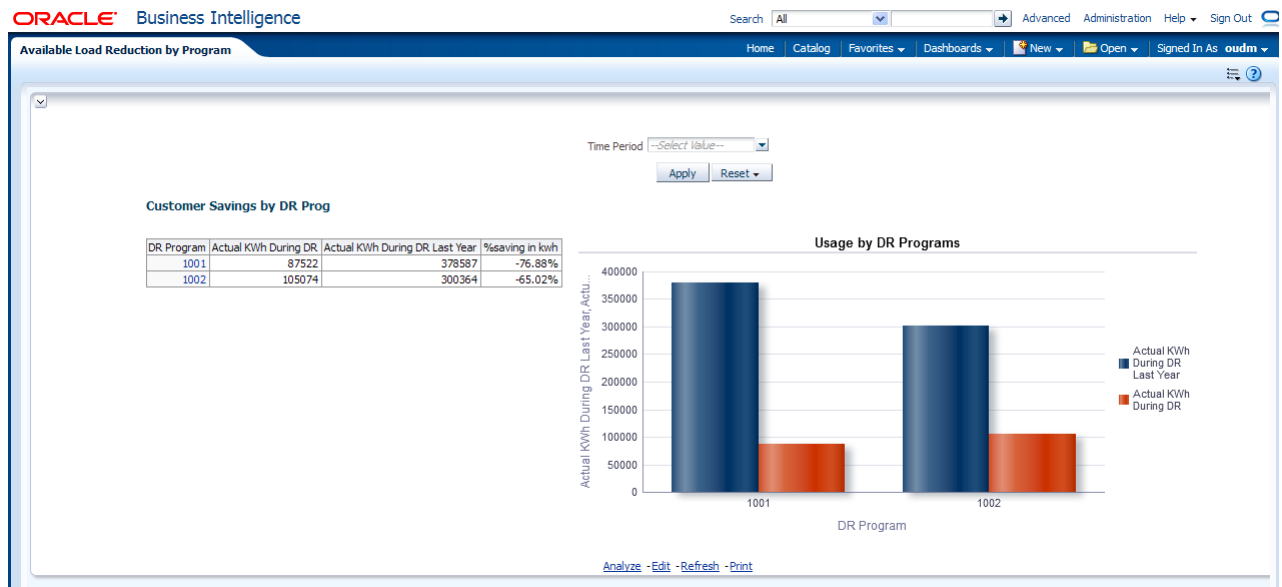 ORACLE Business Intelligence
Search All Advanced Administration Help Sign Out
Available Load Reduction by Program
Home Catalog Favorites Dashboards New Open Signed In As oudm
Time Period --Select Value--
Apply Reset
Customer Savings by DR Prog
DR Program Actual KWh During DR Actual KWh During DR Last Year %saving in kwh
1001 87522 378587 -76.88%
1002 105074 300364 -65.02%
Usage by DR Programs
Actual KWh During DR Last Year, Actu...
400000
350000
300000
250000
200000
150000
100000
50000
0
1001 1002
DR Program
Actual KWh
During DR
Last Year
Actual KWh
During DR
Analyze - Edit - Refresh - Print